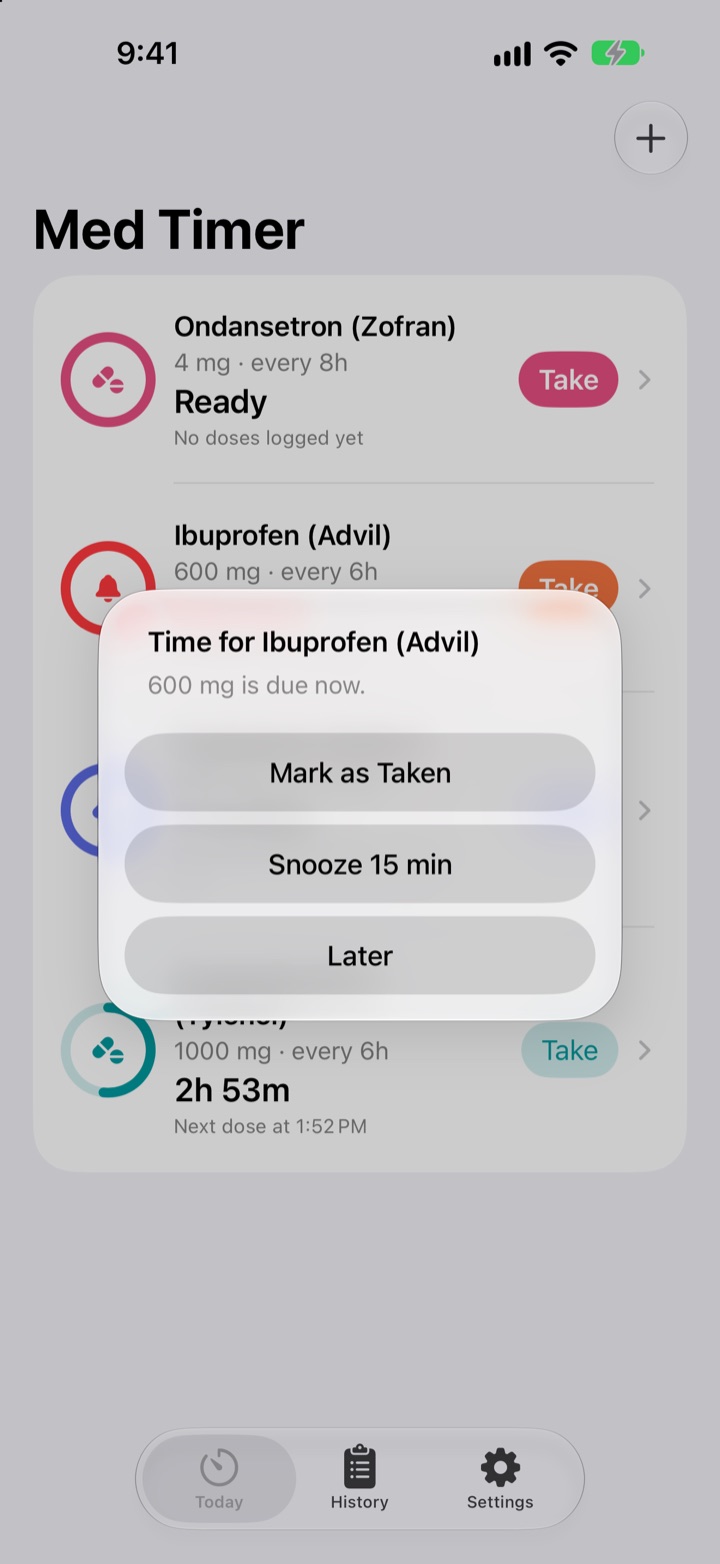 9:41
Med Timer
Ondansetron (Zofran)
4 mg · every 8h
Ready
No doses logged yet
Take
Ibuprofen (Advil)
600 mg · every 6h
Take
Time for Ibuprofen (Advil)
600 mg is due now.
Mark as Taken
Snooze 15 min
Later
(Tylenol)
1000 mg · every 6h
2h 53m
Next dose at 1:52 PM
Take
Today
History
Settings